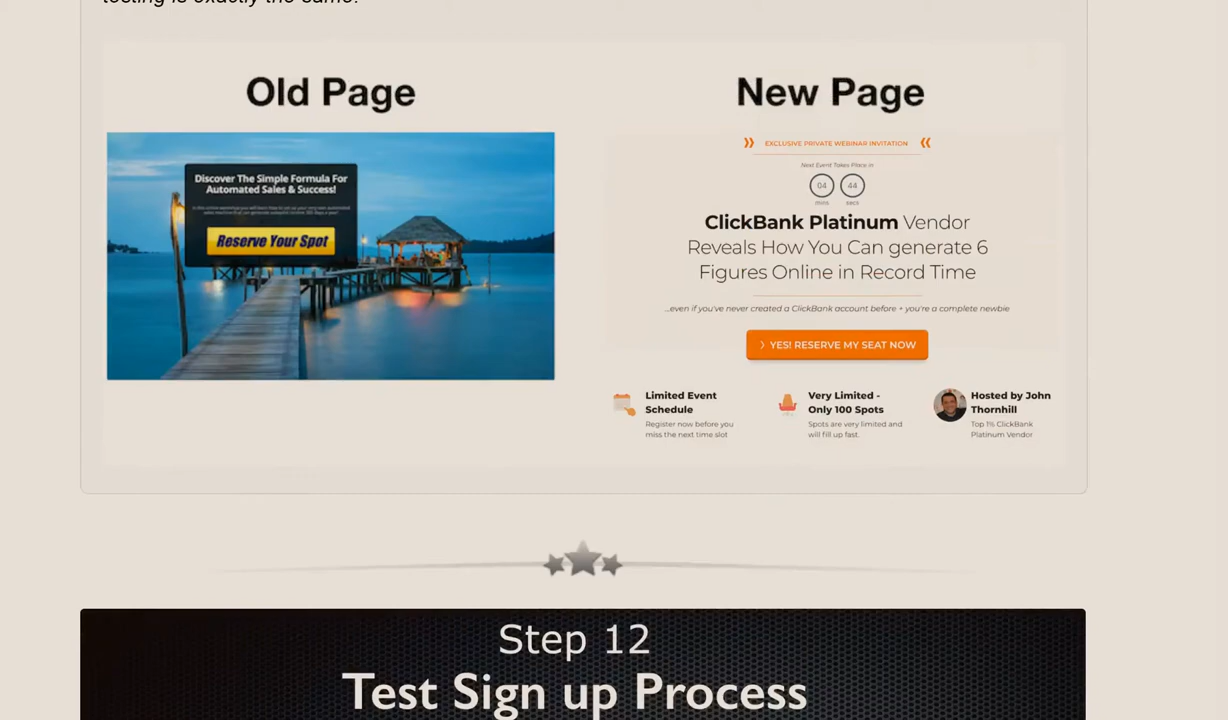 testing is exactly the same!
Old Page
New Page
Discover The Simple Formula For
Automated Sales & Success!
Reserve Your Spot
EXCLUSIVE PRIVATE WEBINAR INVITATION
Next Event Takes Place in
04
44
mins
secs
ClickBank Platinum Vendor
Reveals How You Can generate 6
Figures Online in Record Time
...even if you've never created a ClickBank account before + you're a complete newbie
YES! RESERVE MY SEAT NOW
Limited Event
Schedule
Register now before you
miss the next time slot
Very Limited -
Only 100 Spots
Spots are very limited and
will fill up fast.
Hosted by John
Thornhill
Top 1% ClickBank
Platinum Vendor
Step 12
Test Sign up Process